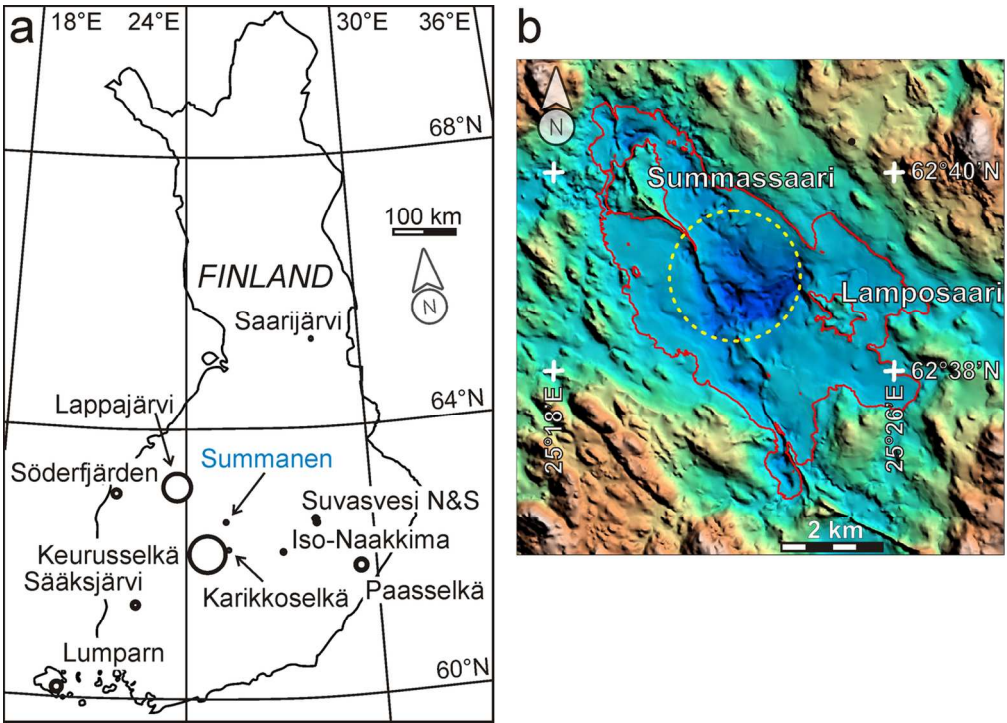 a
18°E 24°E 30°E 36°E
68°N
100 km
N
FINLAND
Saarijärvi
64°N
Lappajärvi
Söderfjärden
Summanen
Suvasvesi N&S
Iso-Naakkima
Keurusselkä
Sääksjärvi
Karikkoselkä
Paasselkä
Lumparn
60°N
b
N
62°40'N
Summassaari
Lamposaari
62°38'N
25°18'E
25°26'E
2 km